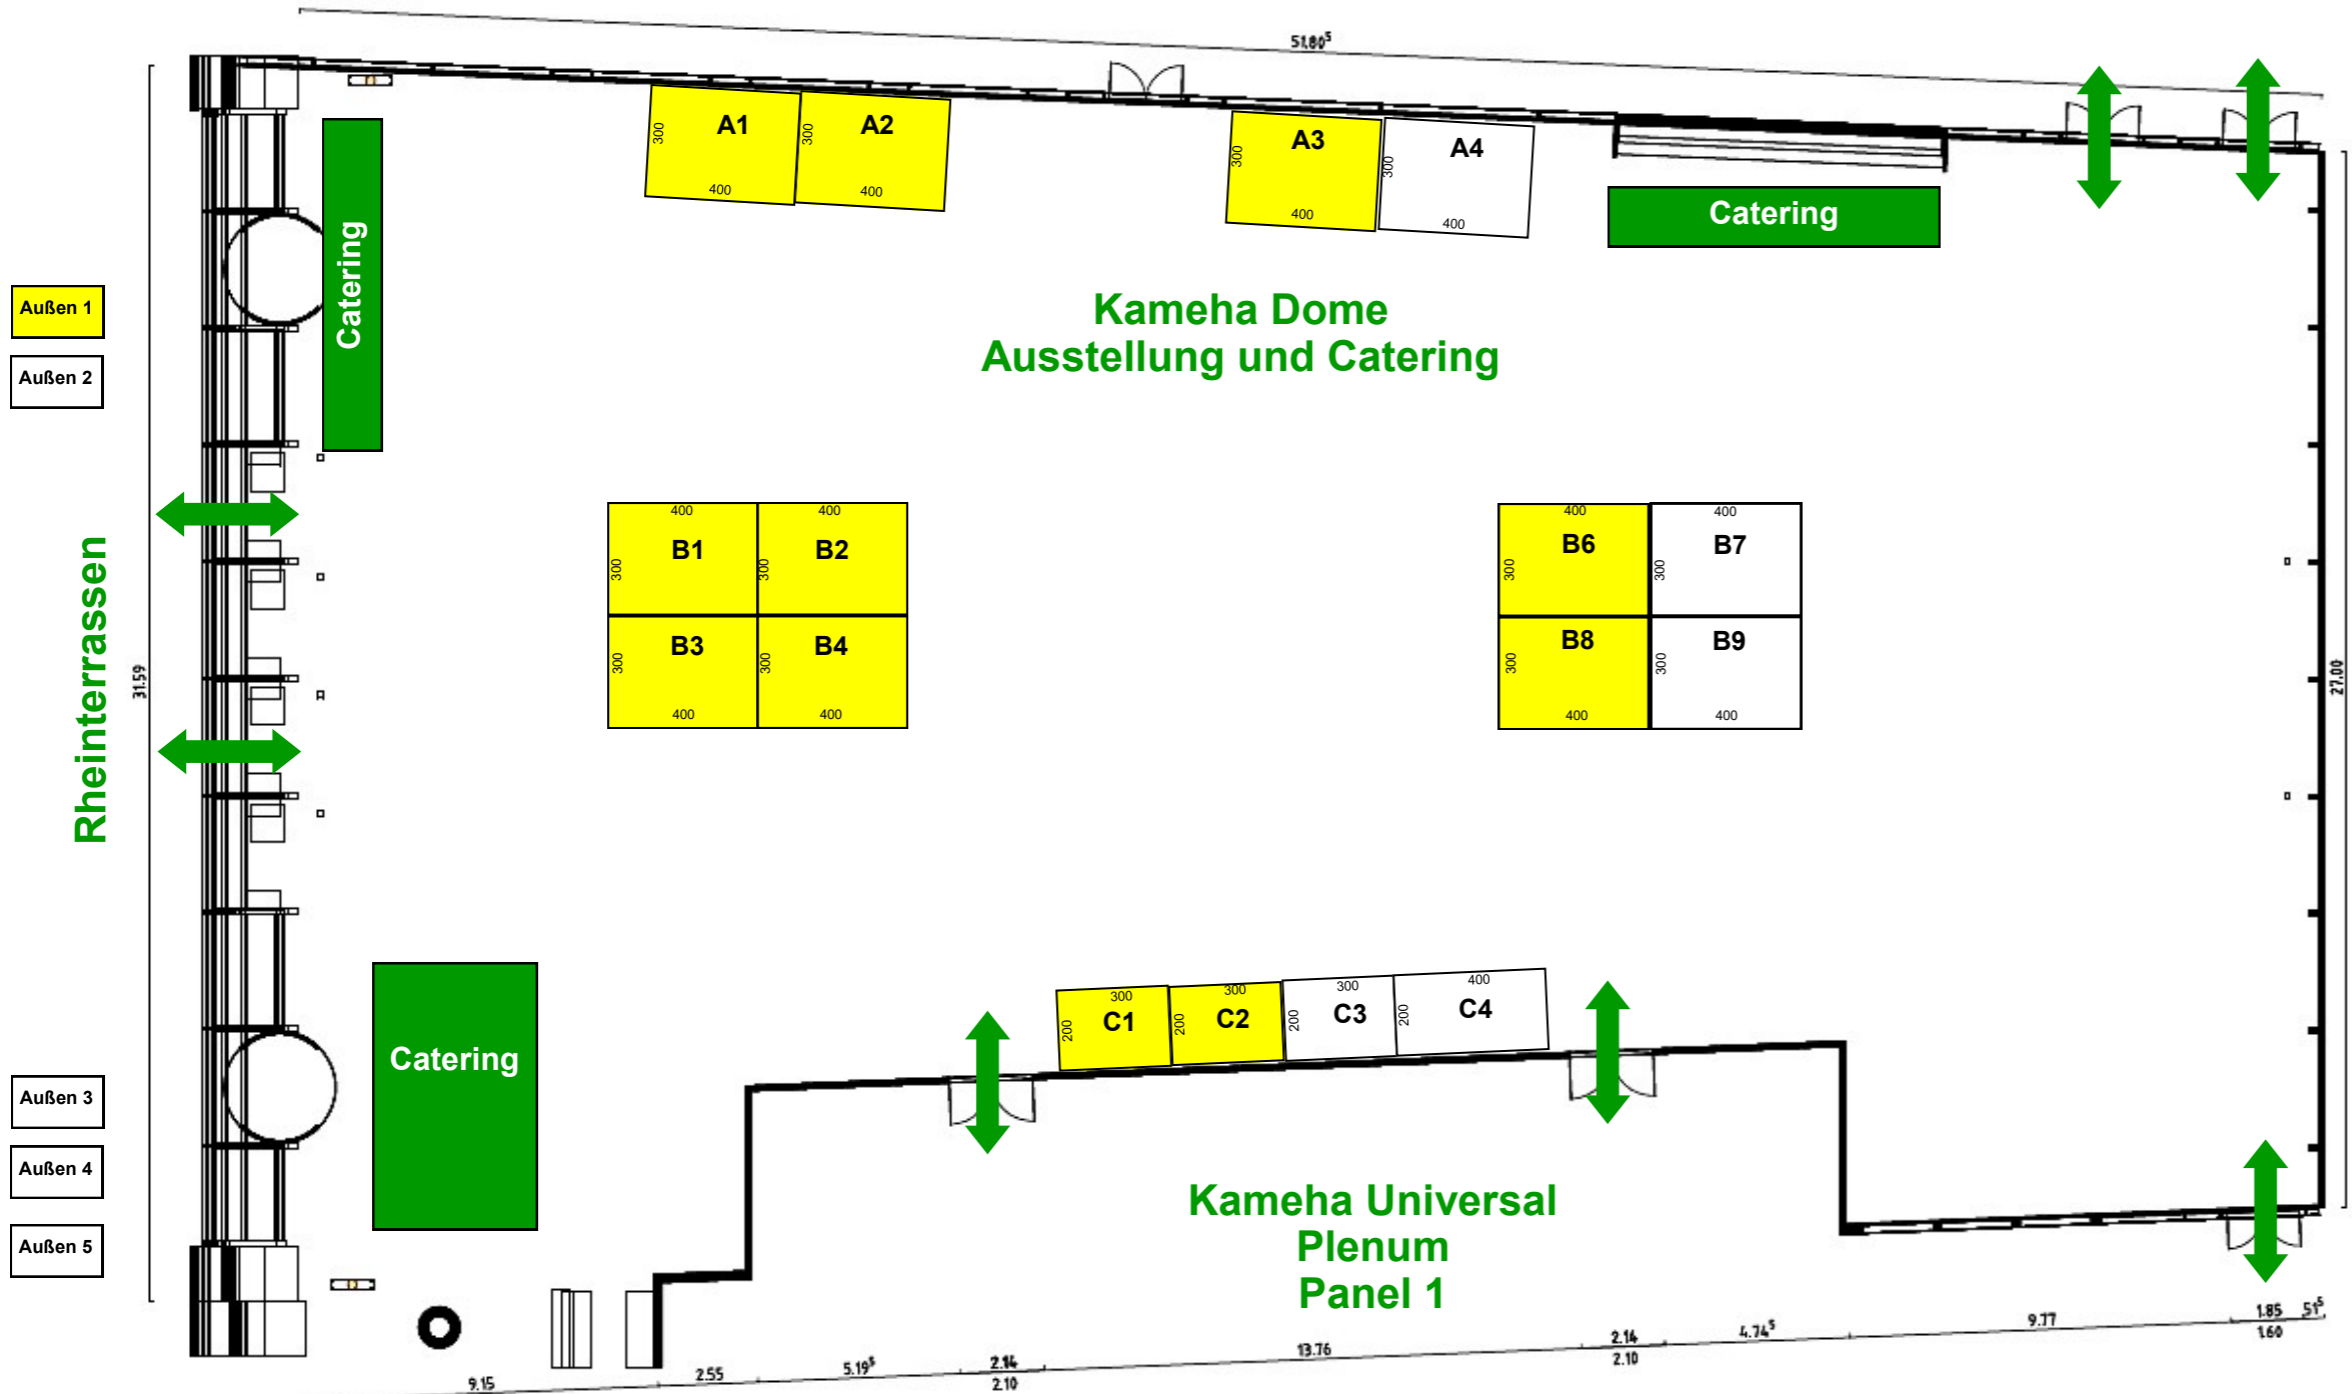 51.80⁵
A1
300
400
A2
300
400
A3
300
400
A4
300
400
Catering
Catering
Außen 1
Außen 2
Kameha Dome
Ausstellung und Catering
Rheinterrassen
31.59
27.00
400
B1
300
400
B2
300
B3
300
400
B4
300
400
400
B6
300
400
B7
300
B8
300
400
B9
300
400
300
C1
200
300
C2
200
300
C3
200
400
C4
200
Catering
Außen 3
Außen 4
Außen 5
Kameha Universal
Plenum
Panel 1
9.15
2.55
5.19⁵
2.14
2.10
13.76
2.14
2.10
4.74⁵
9.77
1.85
1.60
51⁵